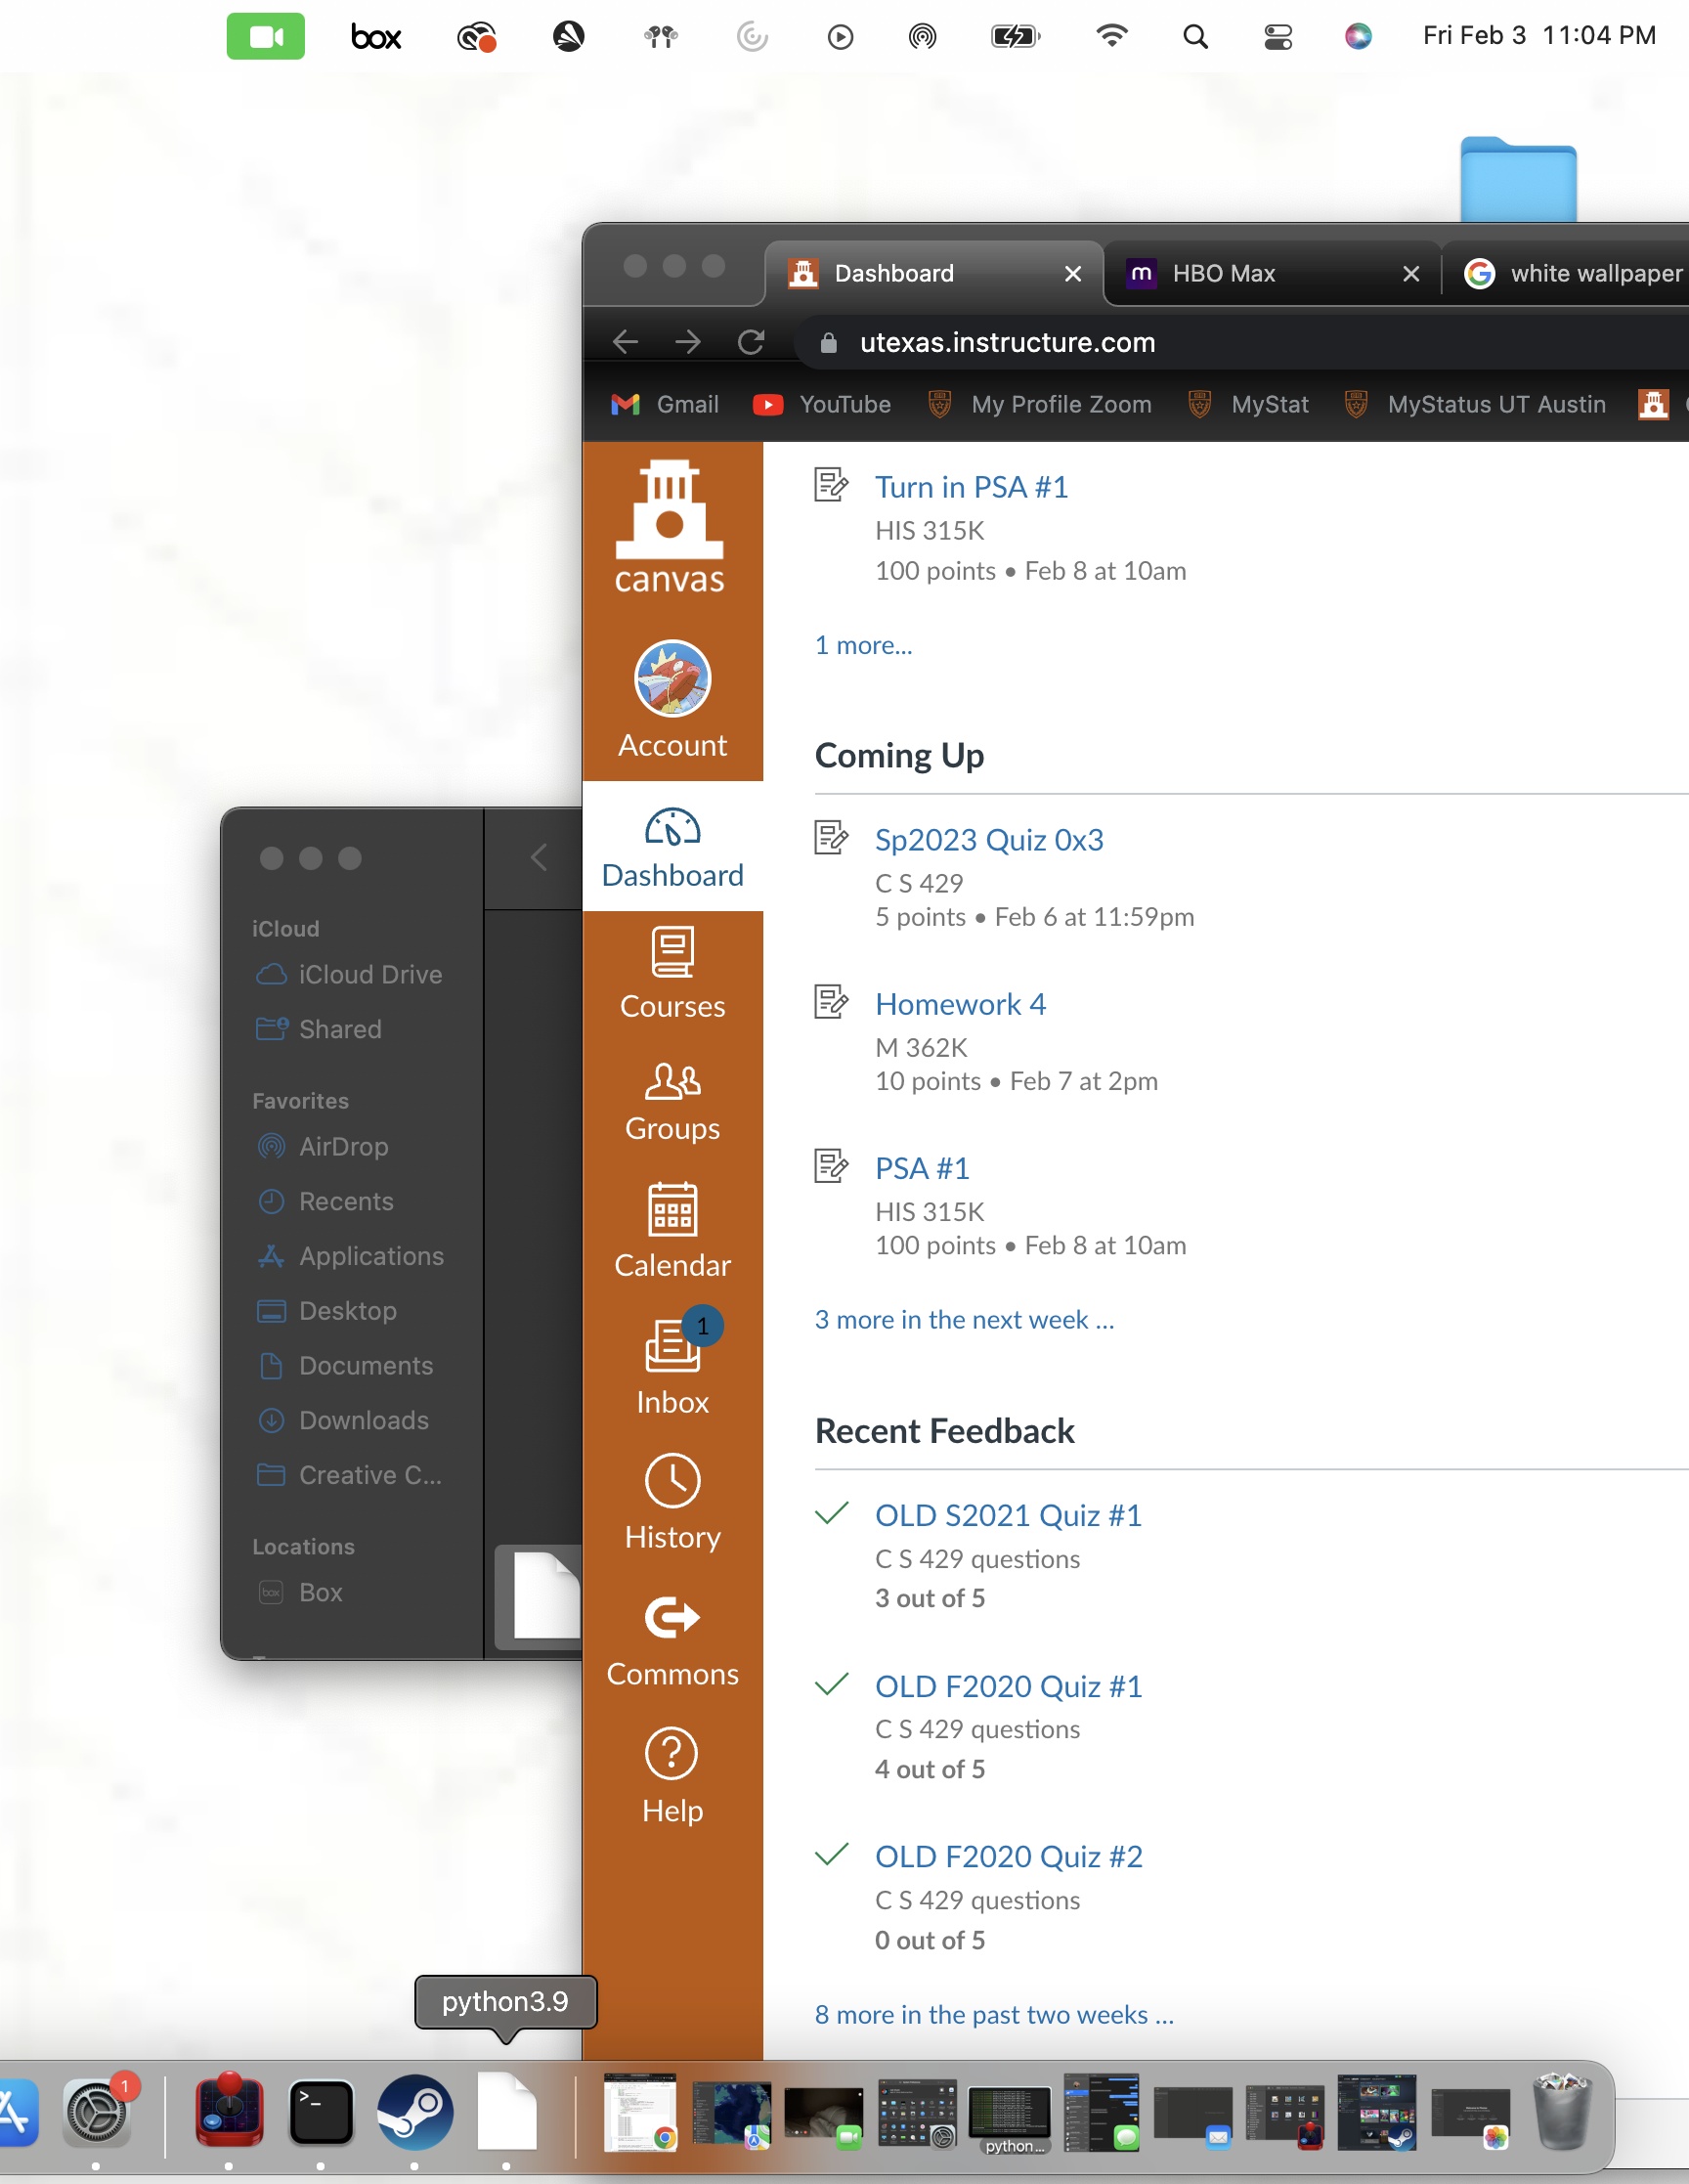 box
Fri Feb 3 11:04 PM
Dashboard
HBO Max
white wallpaper
utexas.instructure.com
Gmail
YouTube
My Profile Zoom
MyStat
MyStatus UT Austin
canvas
Account
Dashboard
Courses
Groups
Calendar
1
Inbox
History
Commons
Help
Turn in PSA #1
HIS 315K
100 points • Feb 8 at 10am
1 more...
Coming Up
Sp2023 Quiz 0x3
C S 429
5 points • Feb 6 at 11:59pm
Homework 4
M 362K
10 points • Feb 7 at 2pm
PSA #1
HIS 315K
100 points • Feb 8 at 10am
3 more in the next week ...
Recent Feedback
OLD S2021 Quiz #1
C S 429 questions
3 out of 5
OLD F2020 Quiz #1
C S 429 questions
4 out of 5
OLD F2020 Quiz #2
C S 429 questions
0 out of 5
8 more in the past two weeks ...
iCloud
iCloud Drive
Shared
Favorites
AirDrop
Recents
Applications
Desktop
Documents
Downloads
Creative C...
Locations
box
Box
python3.9
1
>_
python ...